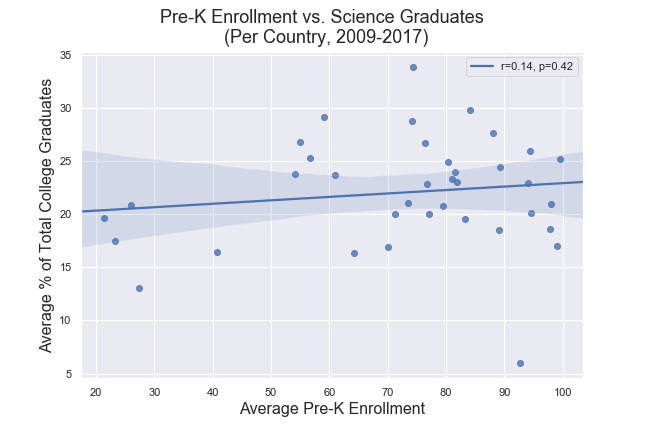 Pre-K Enrollment vs. Science Graduates
(Per Country, 2009-2017)
r=0.14, p=0.42
Average % of Total College Graduates
35
30
25
20
15
10
5
20 30 40 50 60 70 80 90 100
Average Pre-K Enrollment